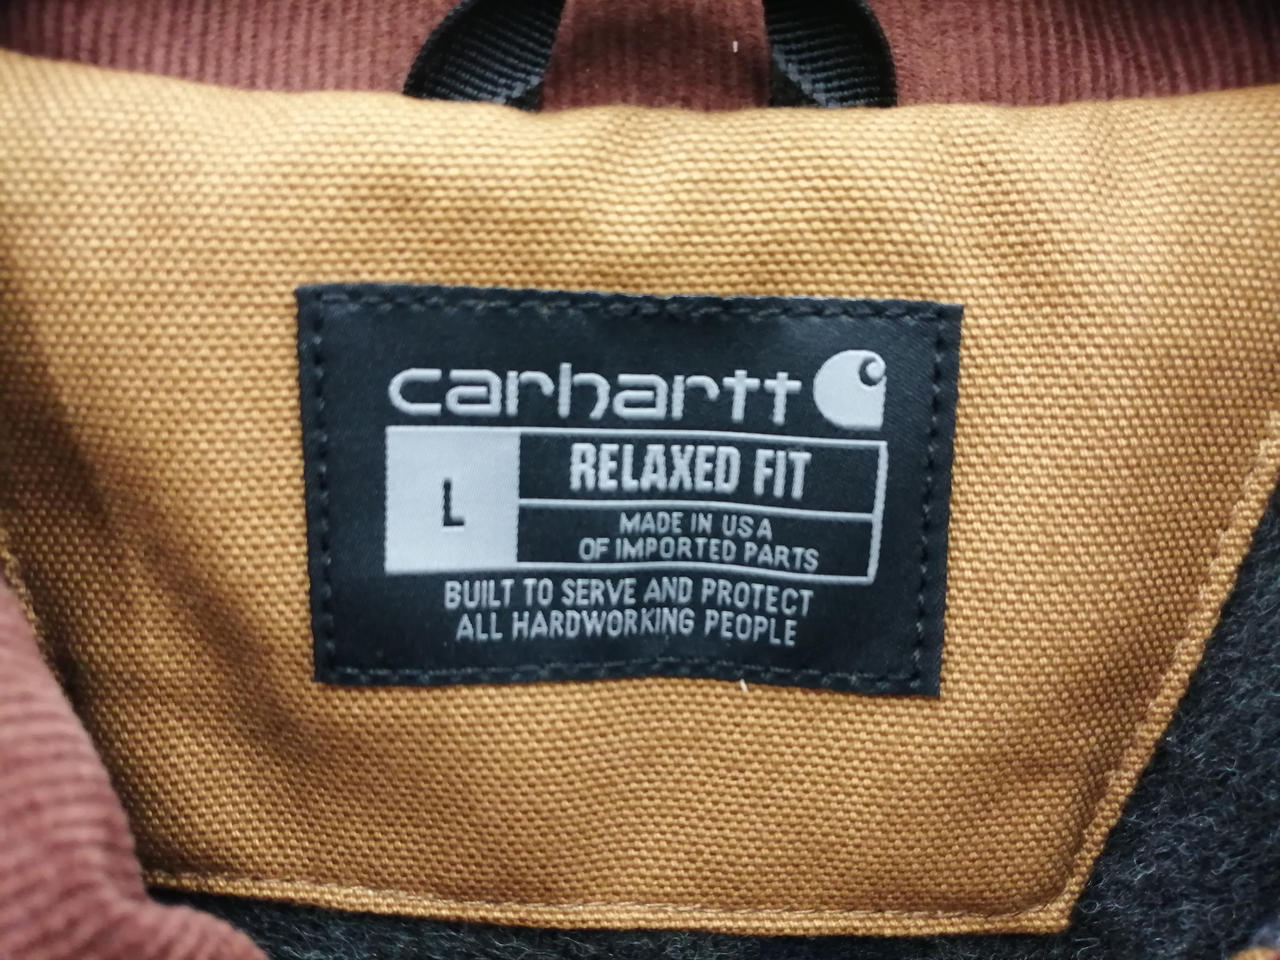 carhartt
L
RELAXED FIT
MADE IN USA
OF IMPORTED PARTS
BUILT TO SERVE AND PROTECT
ALL HARDWORKING PEOPLE